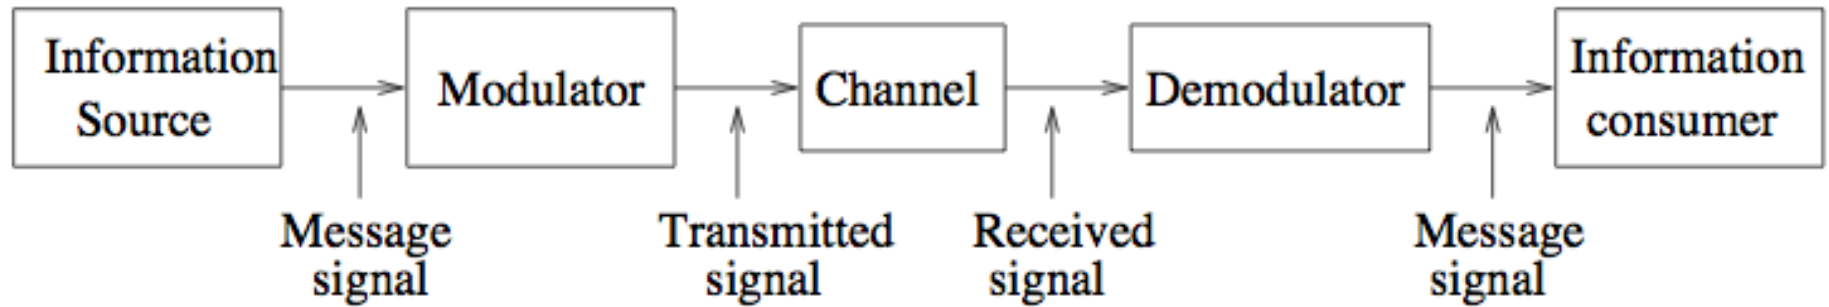 Information
Source
Modulator
Channel
Demodulator
Information
consumer
Message
signal
Transmitted
signal
Received
signal
Message
signal